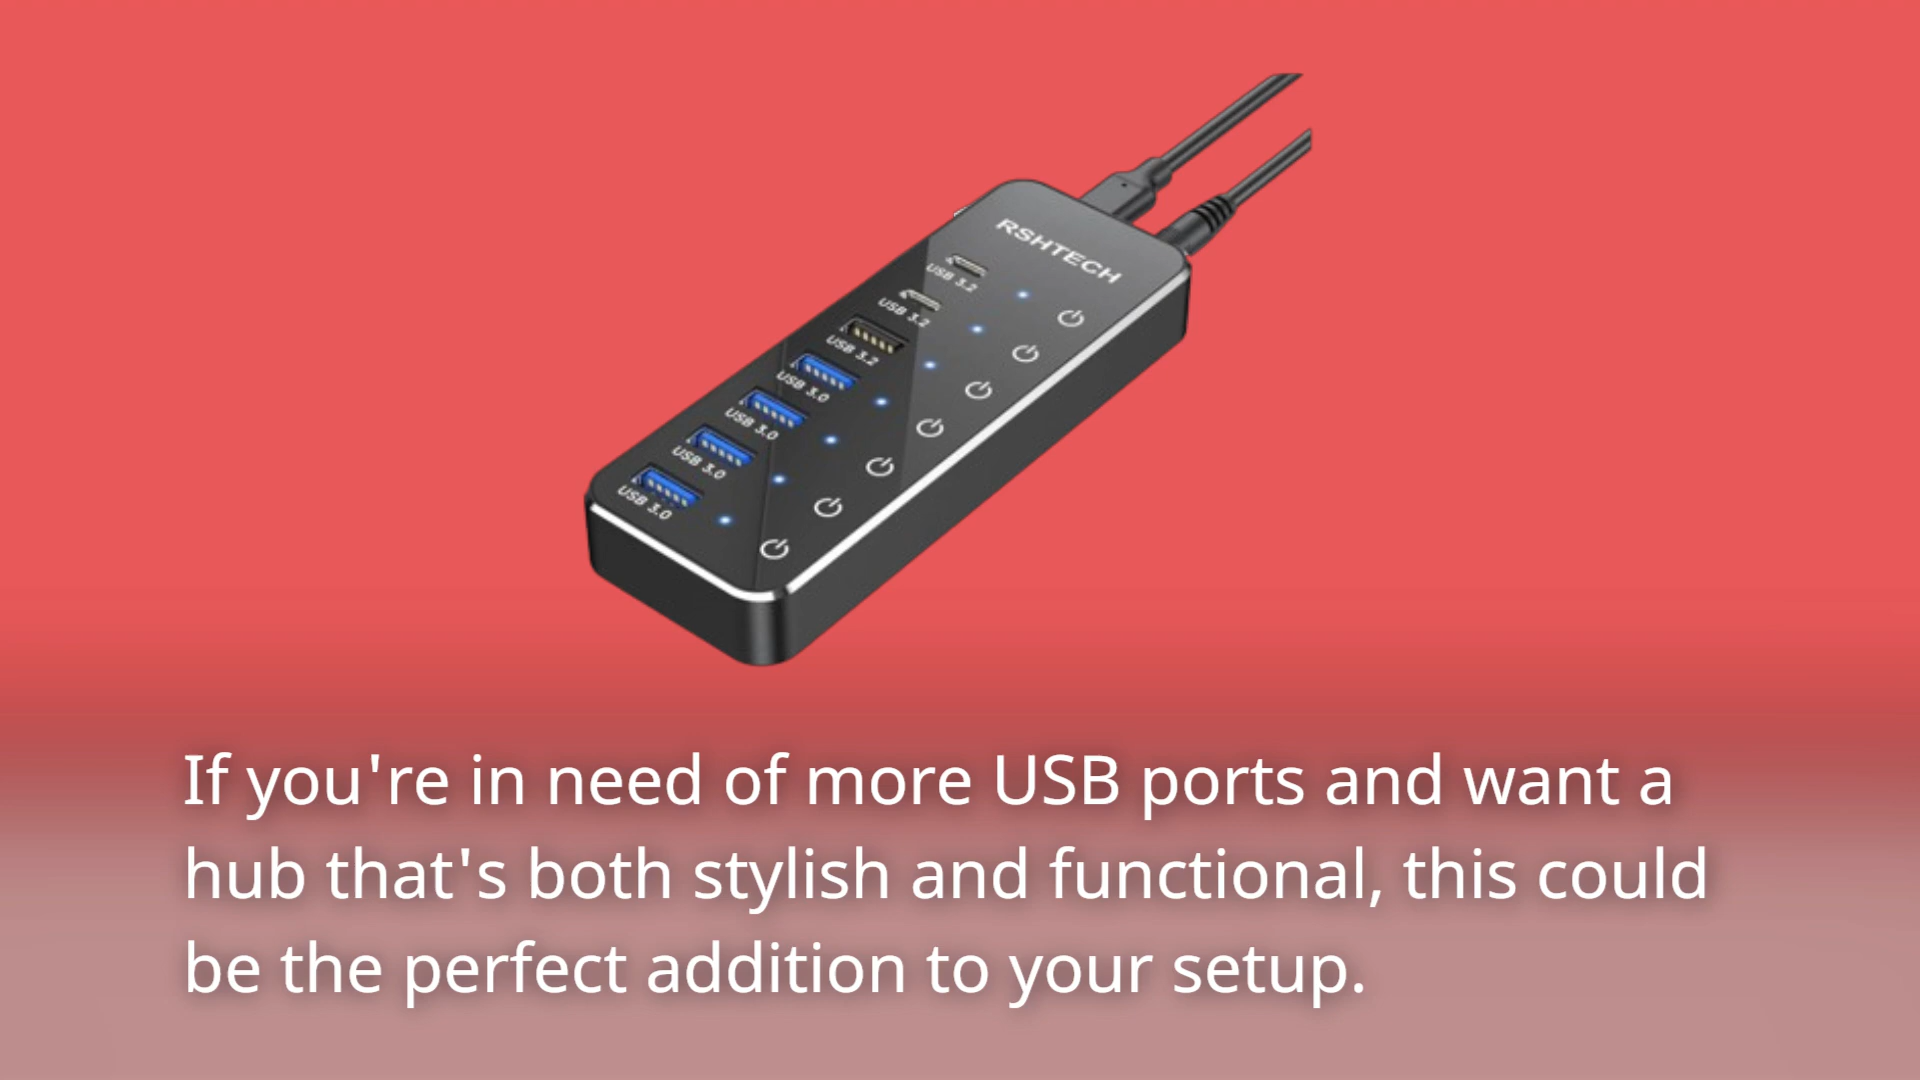 RSHTECH
USB 3.2
USB 3.2
USB 3.2
USB 3.0
USB 3.0
USB 3.0
USB 3.0
If you're in need of more USB ports and want a
hub that's both stylish and functional, this could
be the perfect addition to your setup.